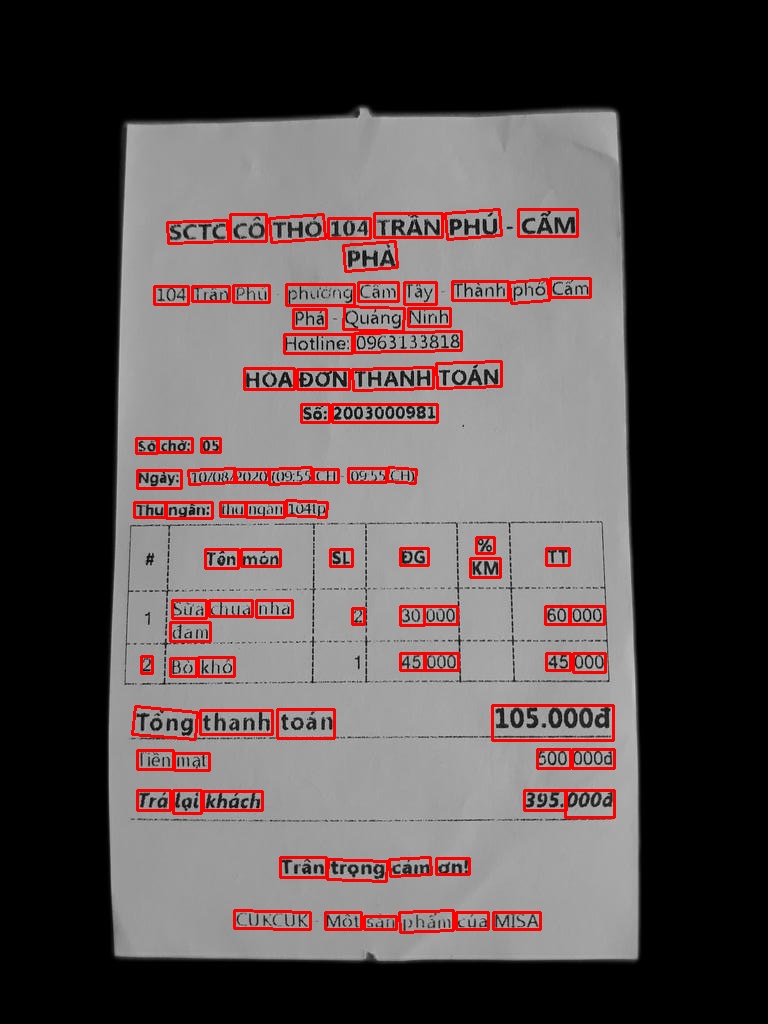 SCTC CÔ THÓ 104 TRẦN PHÚ - CẨM
PHẢ
104 Trần Phú - phường Cẩm Tây - Thành phố Cẩm
Phả - Quảng Ninh
Hotline: 0963133818
HÓA ĐƠN THANH TOÁN
Số: 2003000981
Số chờ: 05
Ngày: 10/08/2020 (09:55 CH - 09:55 CH)
Thu ngân: thu ngân 104tp
# Tên món SL ĐG % KM TT
1 Sữa chua nha đam 2 30.000 60.000
2 Bò khô 1 45.000 45.000
Tổng thanh toán 105.000đ
Tiền mặt 500.000đ
Trả lại khách 395.000đ
Trân trọng cảm ơn!
CUKCUK - Một sản phẩm của MISA